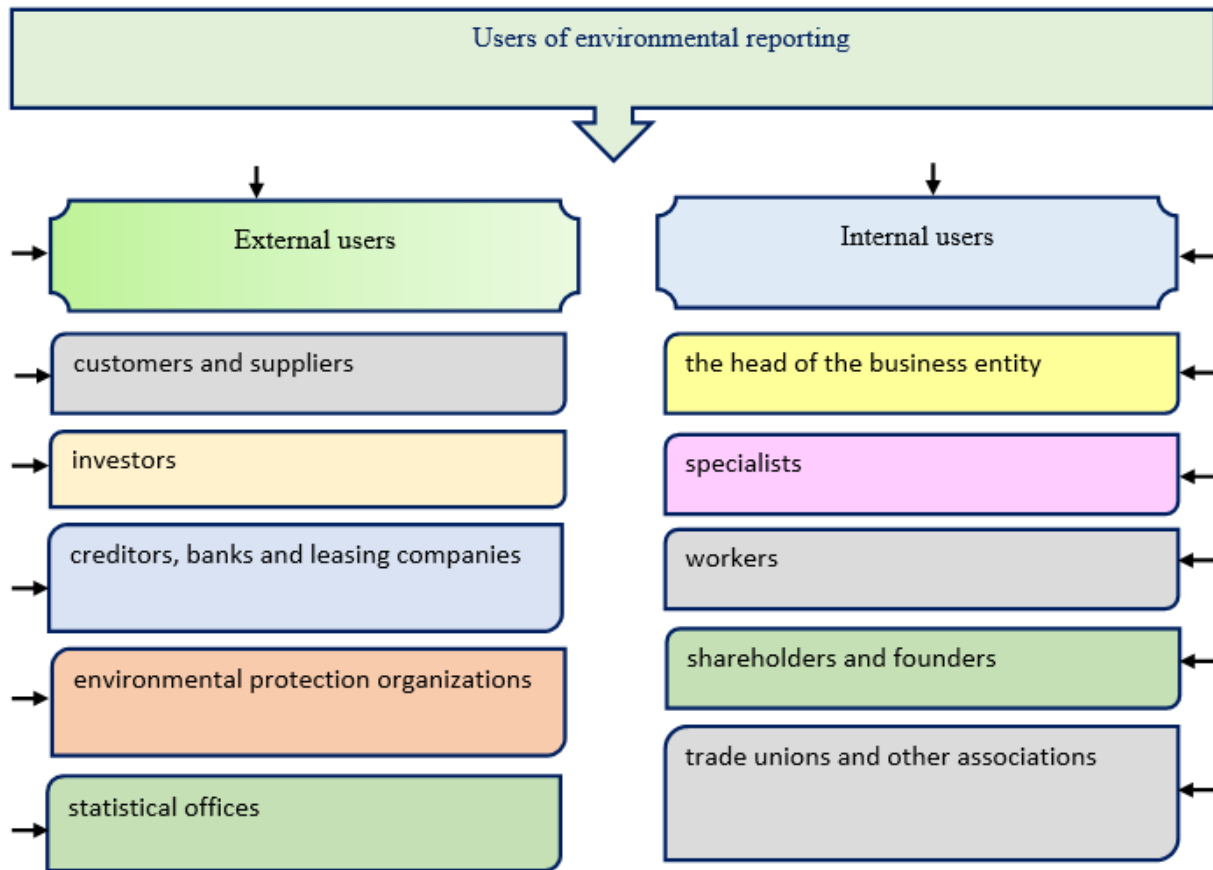 Users of environmental reporting
External users
customers and suppliers
investors
creditors, banks and leasing companies
environmental protection organizations
statistical offices
Internal users
the head of the business entity
specialists
workers
shareholders and founders
trade unions and other associations